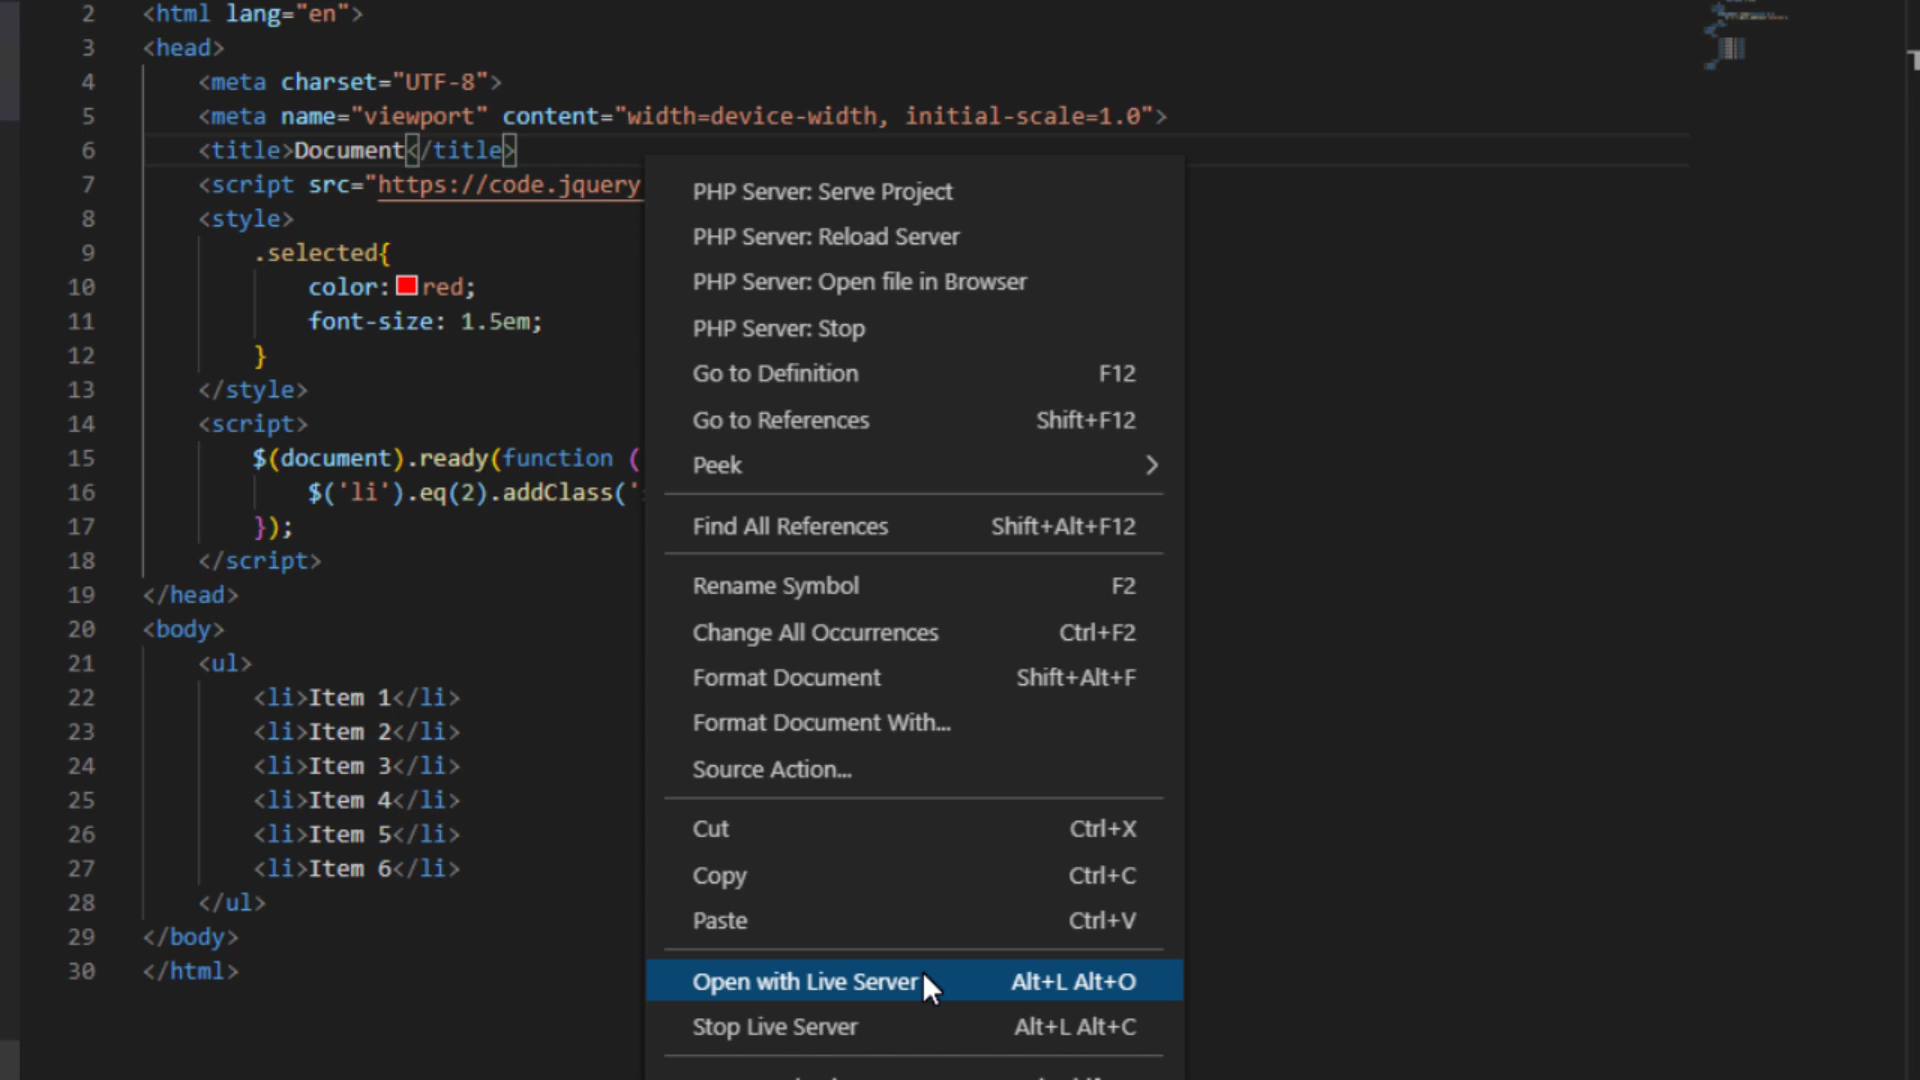 2 <html lang="en">
3 <head>
4 <meta charset="UTF-8">
5 <meta name="viewport" content="width=device-width, initial-scale=1.0">
6 <title>Document</title>
7 <script src="https://code.jquery
8 <style>
9 .selected{
10 color: red;
11 font-size: 1.5em;
12 }
13 </style>
14 <script>
15 $(document).ready(function (
16 $('li').eq(2).addClass('
17 });
18 </script>
19 </head>
20 <body>
21 <ul>
22 <li>Item 1</li>
23 <li>Item 2</li>
24 <li>Item 3</li>
25 <li>Item 4</li>
26 <li>Item 5</li>
27 <li>Item 6</li>
28 </ul>
29 </body>
30 </html>
PHP Server: Serve Project
PHP Server: Reload Server
PHP Server: Open file in Browser
PHP Server: Stop
Go to Definition F12
Go to References Shift+F12
Peek
Find All References Shift+Alt+F12
Rename Symbol F2
Change All Occurrences Ctrl+F2
Format Document Shift+Alt+F
Format Document With...
Source Action...
Cut Ctrl+X
Copy Ctrl+C
Paste Ctrl+V
Open with Live Server Alt+L Alt+O
Stop Live Server Alt+L Alt+C